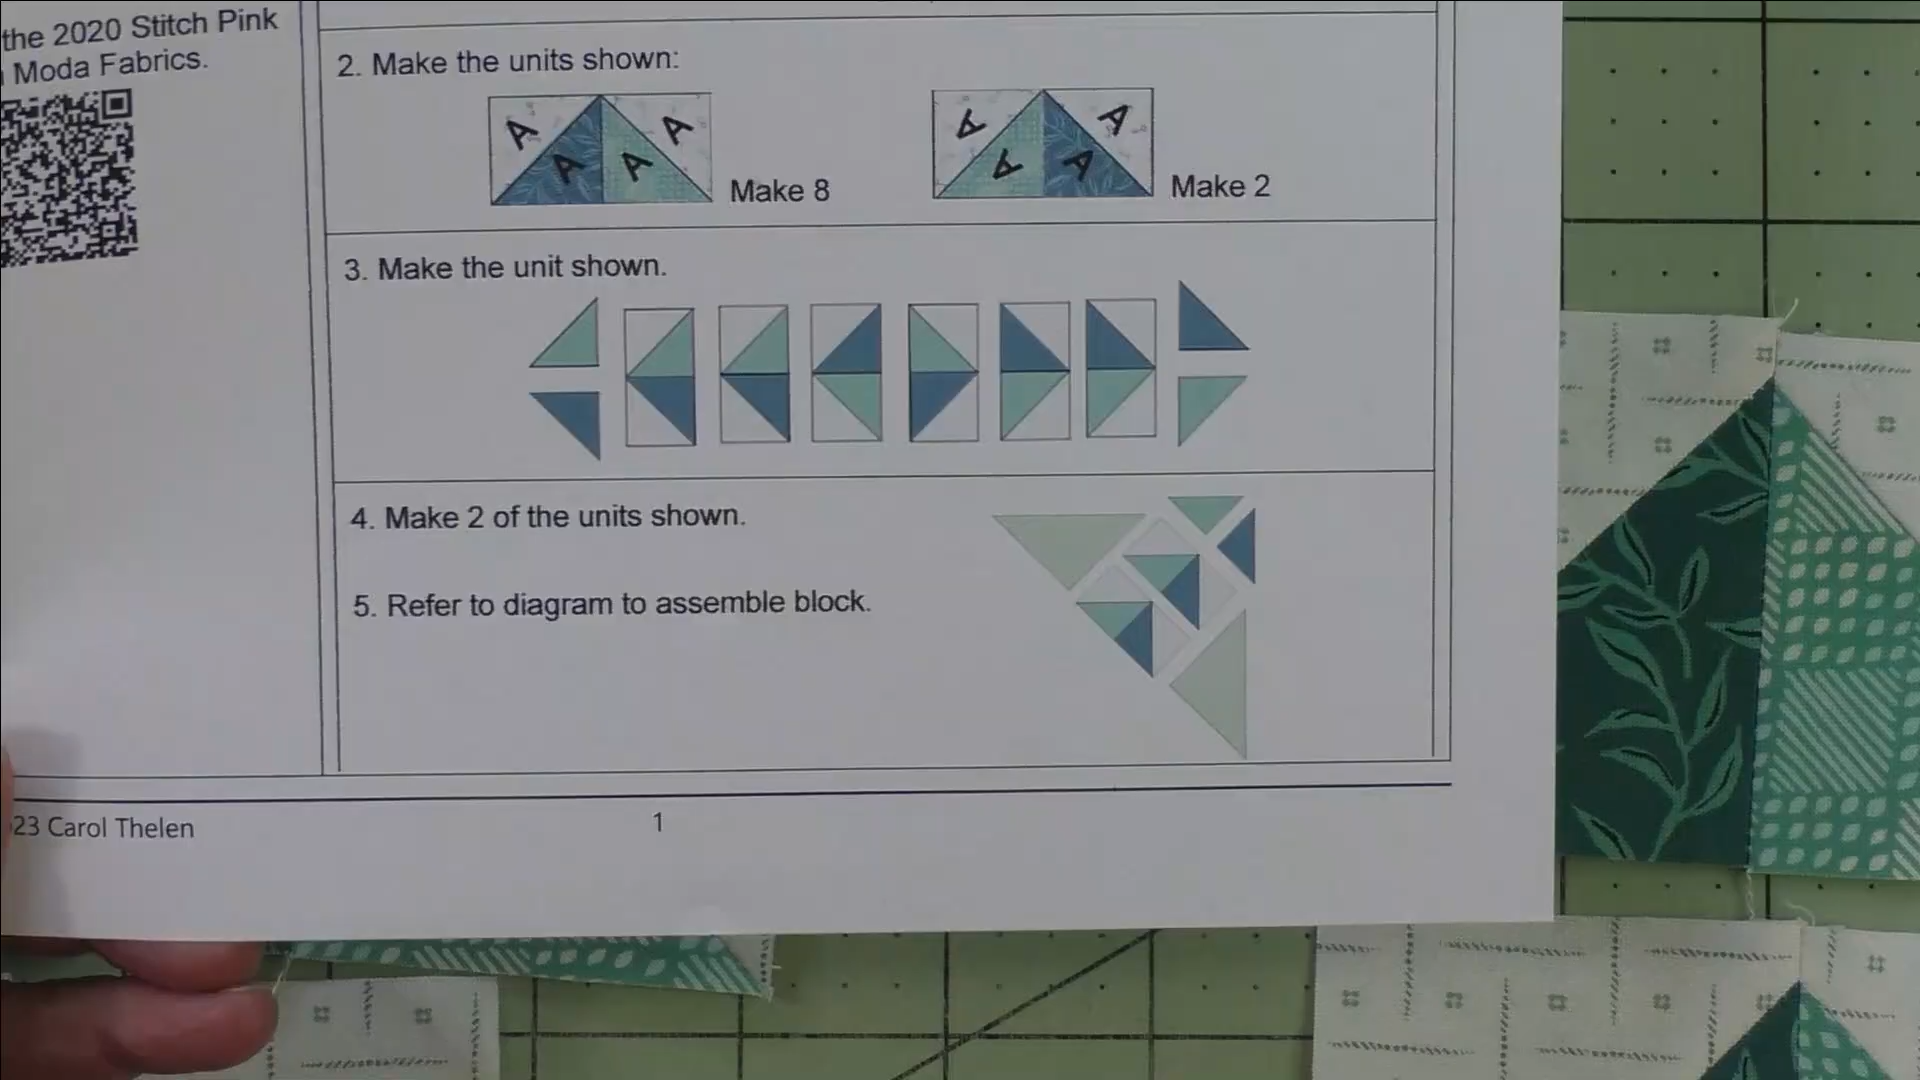 the 2020 Stitch Pink
Moda Fabrics.
2. Make the units shown:
A A A A
Make 8
A A A A
Make 2
3. Make the unit shown.
4. Make 2 of the units shown.
5. Refer to diagram to assemble block.
23 Carol Thelen
1